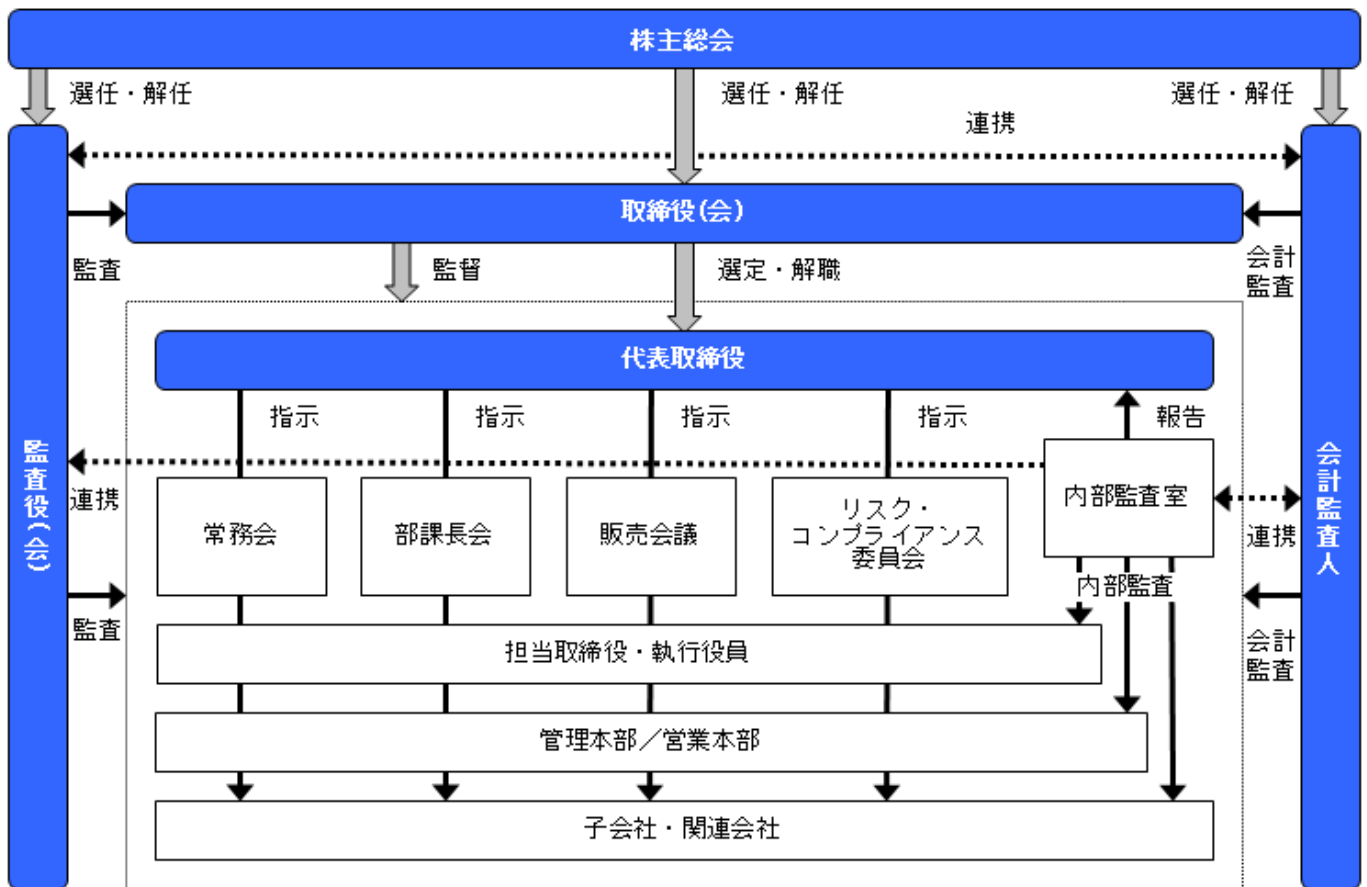 株主総会
選任・解任
選任・解任
選任・解任
連携
取締役(会)
監査
監督
選定・解職
会計
監査
代表取締役
指示
指示
指示
指示
報告
監査役(会)
会計監査人
連携
常務会
部課長会
販売会議
リスク・
コンプライアンス
委員会
内部監査室
連携
内部監査
監査
担当取締役・執行役員
会計
監査
管理本部／営業本部
子会社・関連会社